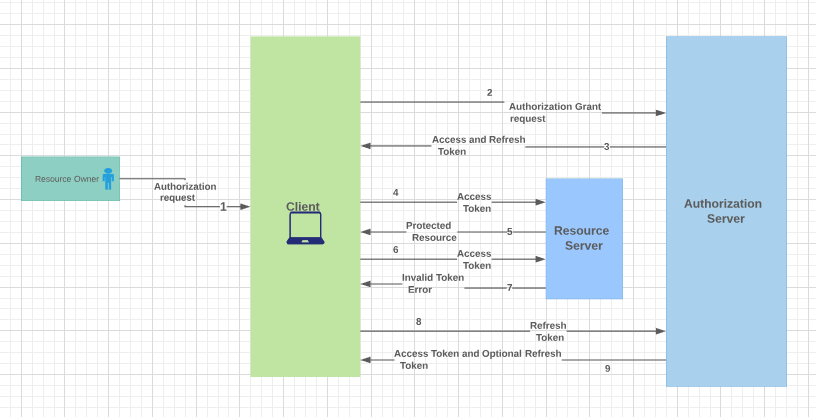 2
Authorization Grant
request
Access and Refresh
Token
3
Resource Owner
Authorization
request
1
Client
4
Access
Token
Authorization
Server
Protected
Resource
5
Resource
Server
6
Access
Token
Invalid Token
Error
7
8
Refresh
Token
Access Token and Optional Refresh
Token
9